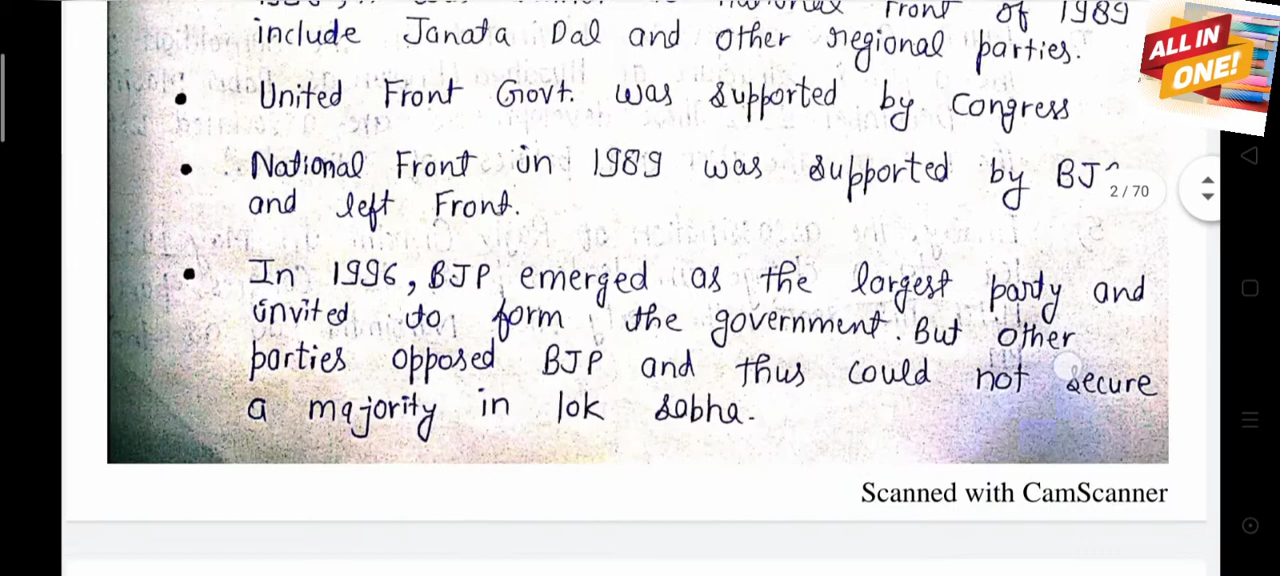 Front of 1989
include Janata Dal and other regional parties.
• United Front Govt. was supported by Congress
• National Front in 1989 was supported by BJ
and left Front.
• In 1996, BJP emerged as the largest party and
invited to form the government. But other
parties opposed BJP and thus could not secure
a majority in lok sabha.
Scanned with CamScanner
2/70
ALL IN
ONE!